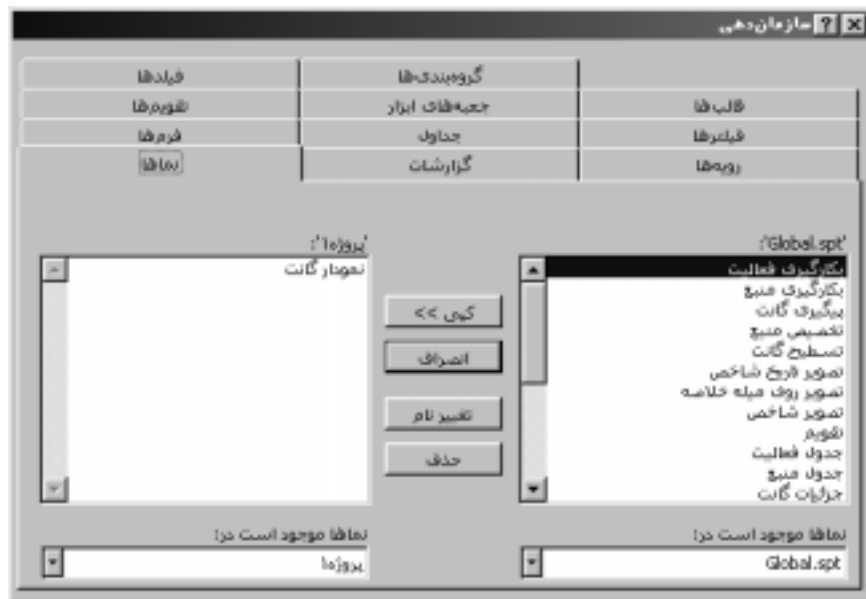 سازمان‌دهی
گروه‌بندی‌ها
فیلدها
قالب‌ها
جعبه‌های ابزار
تقویم‌ها
فیلترها
جداول
فرم‌ها
رویه‌ها
گزارشات
نماها
'Global.spt':
بکارگیری فعالیت
بکارگیری منبع
پیگیری گانت
تخصیص منبع
تسطیح گانت
تصویر تاریخ شاخص
تصویر روی میله خلاصه
تصویر شاخص
تقویم
جدول فعالیت
جدول منبع
جزئیات گانت
نماها موجود است در:
Global.spt
کپی >>
انصراف
تغییر نام
حذف
'پروژه1':
نمودار گانت
نماها موجود است در:
پروژه1